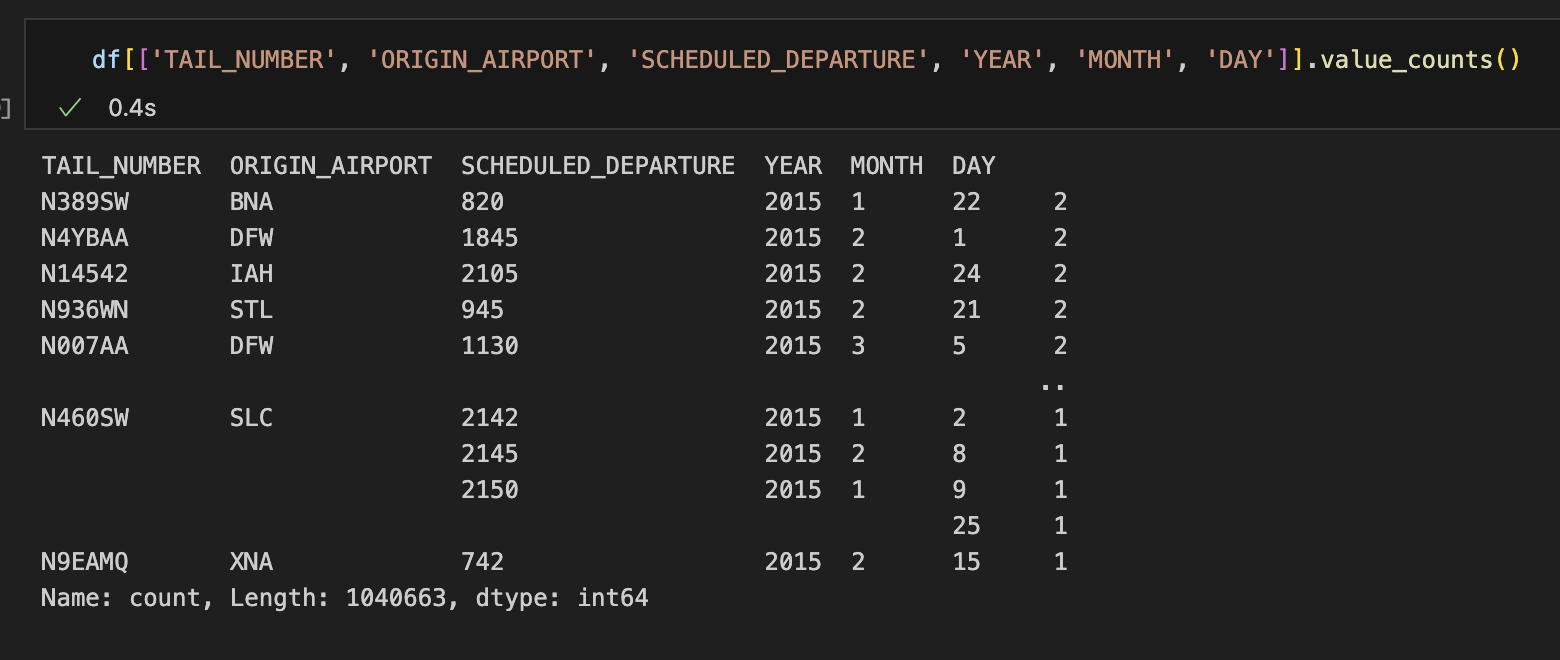 df[['TAIL_NUMBER', 'ORIGIN_AIRPORT', 'SCHEDULED_DEPARTURE', 'YEAR', 'MONTH', 'DAY']].value_counts()
] ✓ 0.4s
TAIL_NUMBER ORIGIN_AIRPORT SCHEDULED_DEPARTURE YEAR MONTH DAY
N389SW BNA 820 2015 1 22 2
N4YBAA DFW 1845 2015 2 1 2
N14542 IAH 2105 2015 2 24 2
N936WN STL 945 2015 2 21 2
N007AA DFW 1130 2015 3 5 2
..
N460SW SLC 2142 2015 1 2 1
2145 2015 2 8 1
2150 2015 1 9 1
25 1
N9EAMQ XNA 742 2015 2 15 1
Name: count, Length: 1040663, dtype: int64